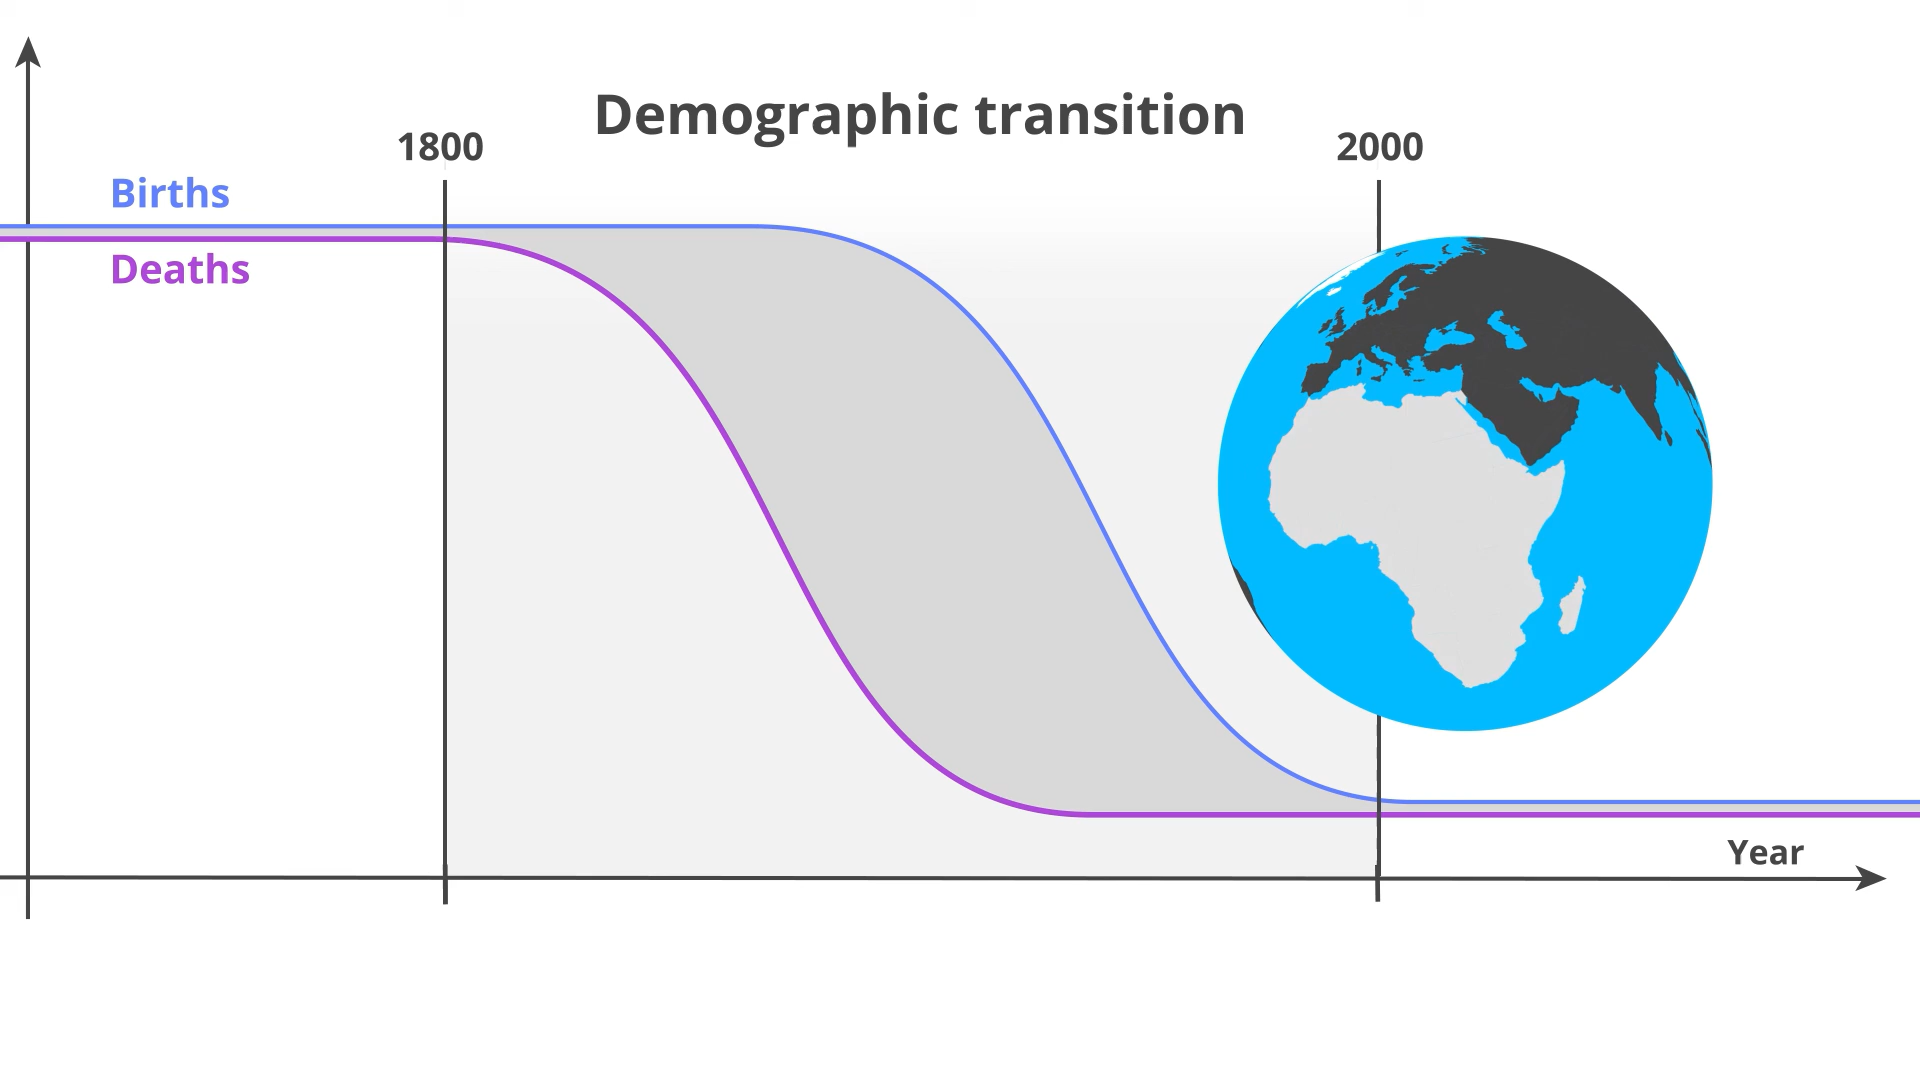 Demographic transition
1800
2000
Births
Deaths
Year